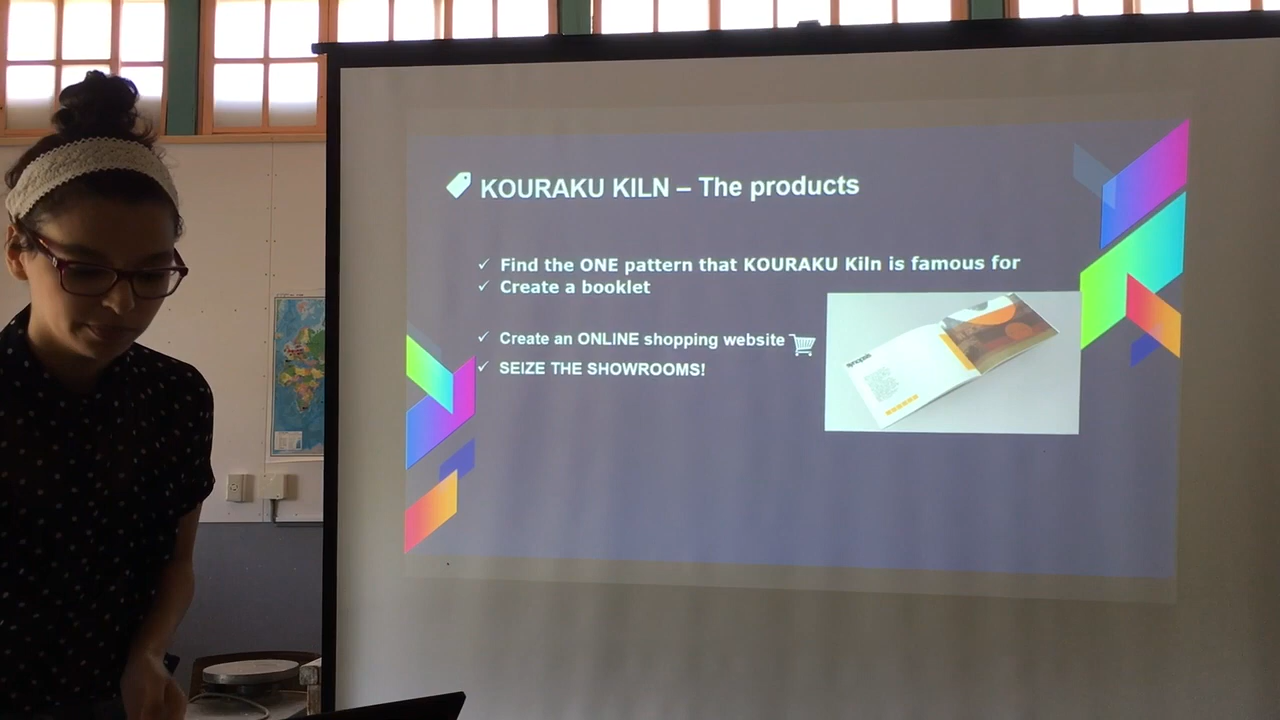 KOURAKU KILN – The products
✓ Find the ONE pattern that KOURAKU Kiln is famous for
✓ Create a booklet
✓ Create an ONLINE shopping website
✓ SEIZE THE SHOWROOMS!